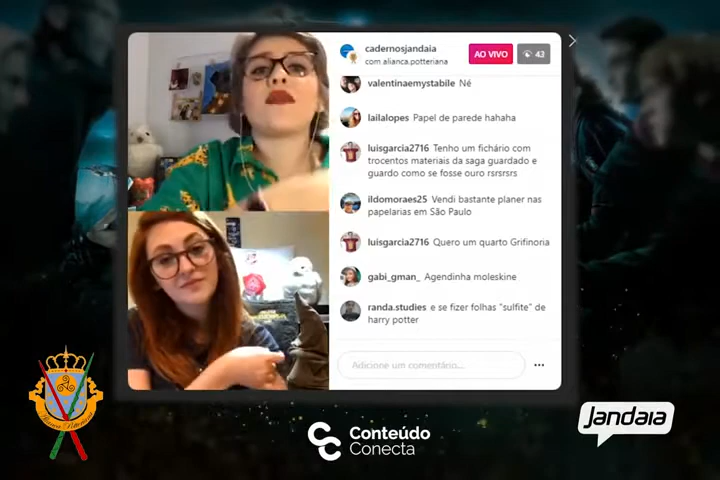 cadernosjandaia
com alianca.potteriana
AO VIVO
43
valentinaemystabile Né
lailalopes Papel de parede hahaha
luisgarcia2716 Tenho um fichário com
trocentos materiais da saga guardado e
guardo como se fosse ouro rsrsrsrs
ildomoraes25 Vendi bastante planer nas
papelarias em São Paulo
luisgarcia2716 Quero um quarto Grifinoria
gabi_gman_ Agendinha moleskine
randa.studies e se fizer folhas "sulfite" de
harry potter
Adicione um comentário...
Conteúdo
Conecta
Jandaia